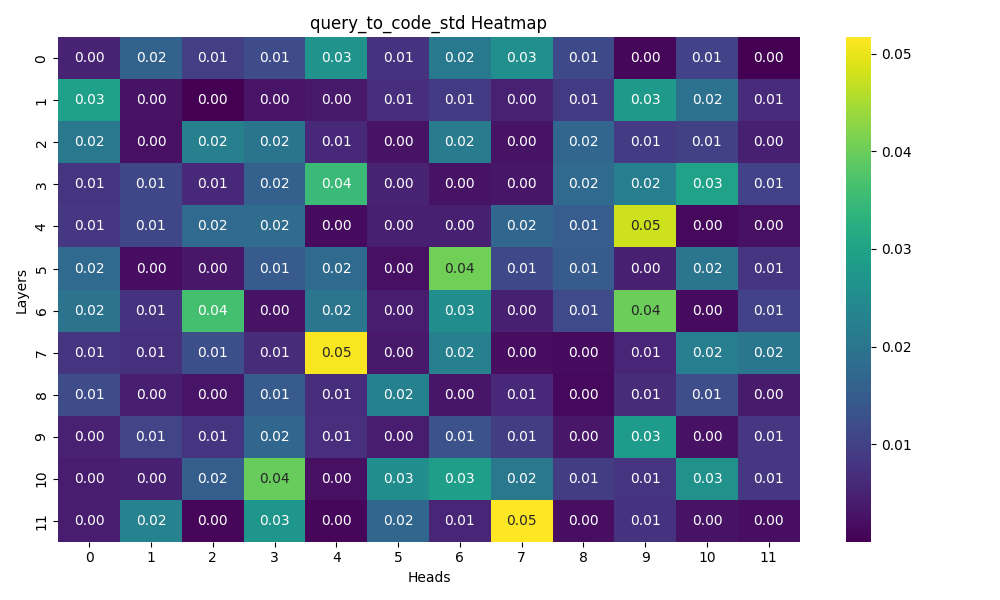 query_to_code_std Heatmap
0 0.00 0.02 0.01 0.01 0.03 0.01 0.02 0.03 0.01 0.00 0.01 0.00
1 0.03 0.00 0.00 0.00 0.00 0.01 0.01 0.00 0.01 0.03 0.02 0.01
2 0.02 0.00 0.02 0.02 0.01 0.00 0.02 0.00 0.02 0.01 0.01 0.00
3 0.01 0.01 0.01 0.02 0.04 0.00 0.00 0.00 0.02 0.02 0.03 0.01
4 0.01 0.01 0.02 0.02 0.00 0.00 0.00 0.02 0.01 0.05 0.00 0.00
5 0.02 0.00 0.00 0.01 0.02 0.00 0.04 0.01 0.01 0.00 0.02 0.01
6 0.02 0.01 0.04 0.00 0.02 0.00 0.03 0.00 0.01 0.04 0.00 0.01
7 0.01 0.01 0.01 0.01 0.05 0.00 0.02 0.00 0.00 0.01 0.02 0.02
8 0.01 0.00 0.00 0.01 0.01 0.02 0.00 0.01 0.00 0.01 0.01 0.00
9 0.00 0.01 0.01 0.02 0.01 0.00 0.01 0.01 0.00 0.03 0.00 0.01
10 0.00 0.00 0.02 0.04 0.00 0.03 0.03 0.02 0.01 0.01 0.03 0.01
11 0.00 0.02 0.00 0.03 0.00 0.02 0.01 0.05 0.00 0.01 0.00 0.00
0 1 2 3 4 5 6 7 8 9 10 11
Heads
Layers
0.05
0.04
0.03
0.02
0.01